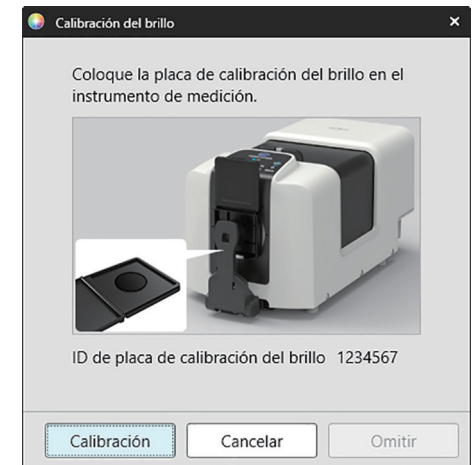 Calibración del brillo
Coloque la placa de calibración del brillo en el
instrumento de medición.
ID de placa de calibración del brillo 1234567
Calibración
Cancelar
Omitir